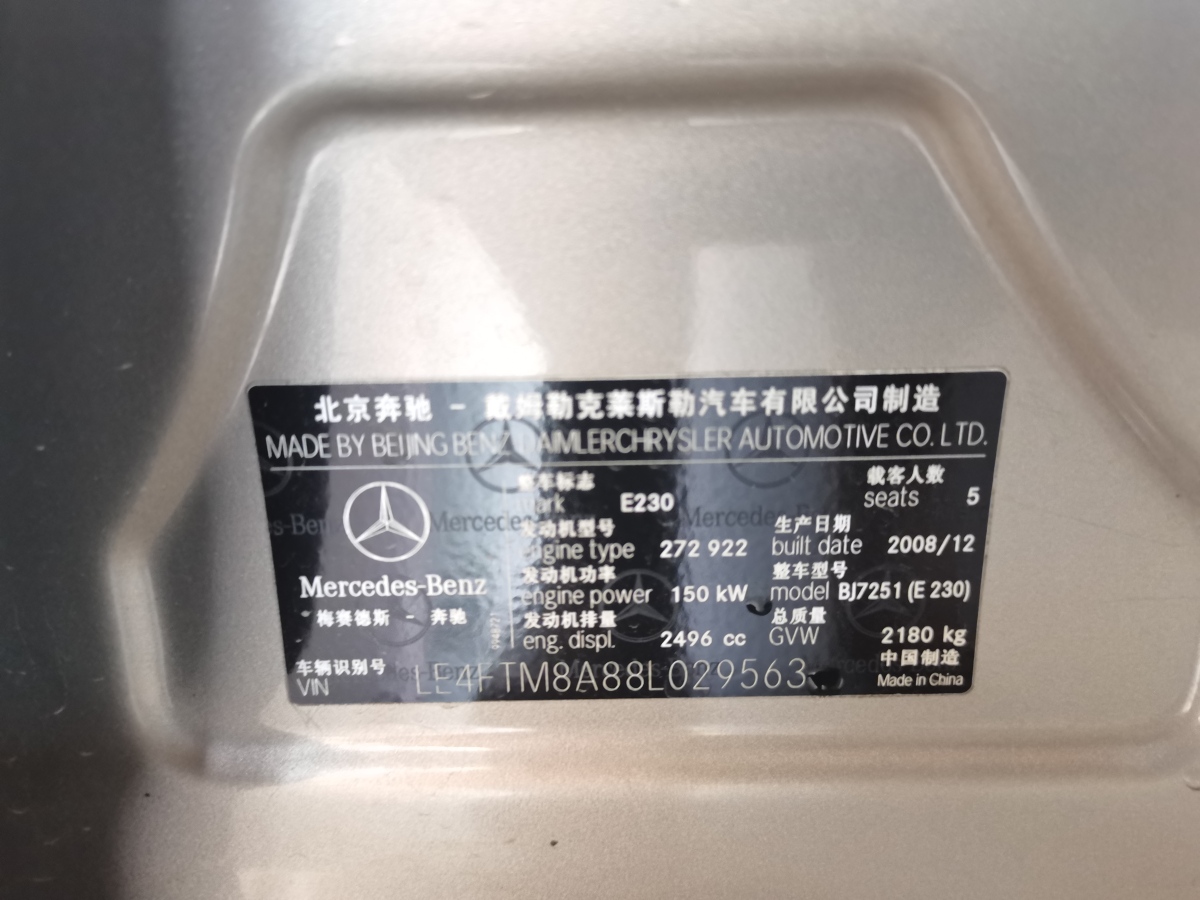 北京奔驰 - 戴姆勒克莱斯勒汽车有限公司制造
MADE BY BEIJING BENZ DAIMLERCHRYSLER AUTOMOTIVE CO. LTD.
整车标志
mark E230
载客人数
seats 5
发动机型号
engine type 272 922
生产日期
built date 2008/12
发动机功率
engine power 150 kW
整车型号
model BJ7251 (E 230)
发动机排量
eng. displ. 2496 cc
总质量
GVW 2180 kg
Mercedes-Benz
梅赛德斯 - 奔驰
车辆识别号
VIN LE4FTM8A88L029563
中国制造
Made in China